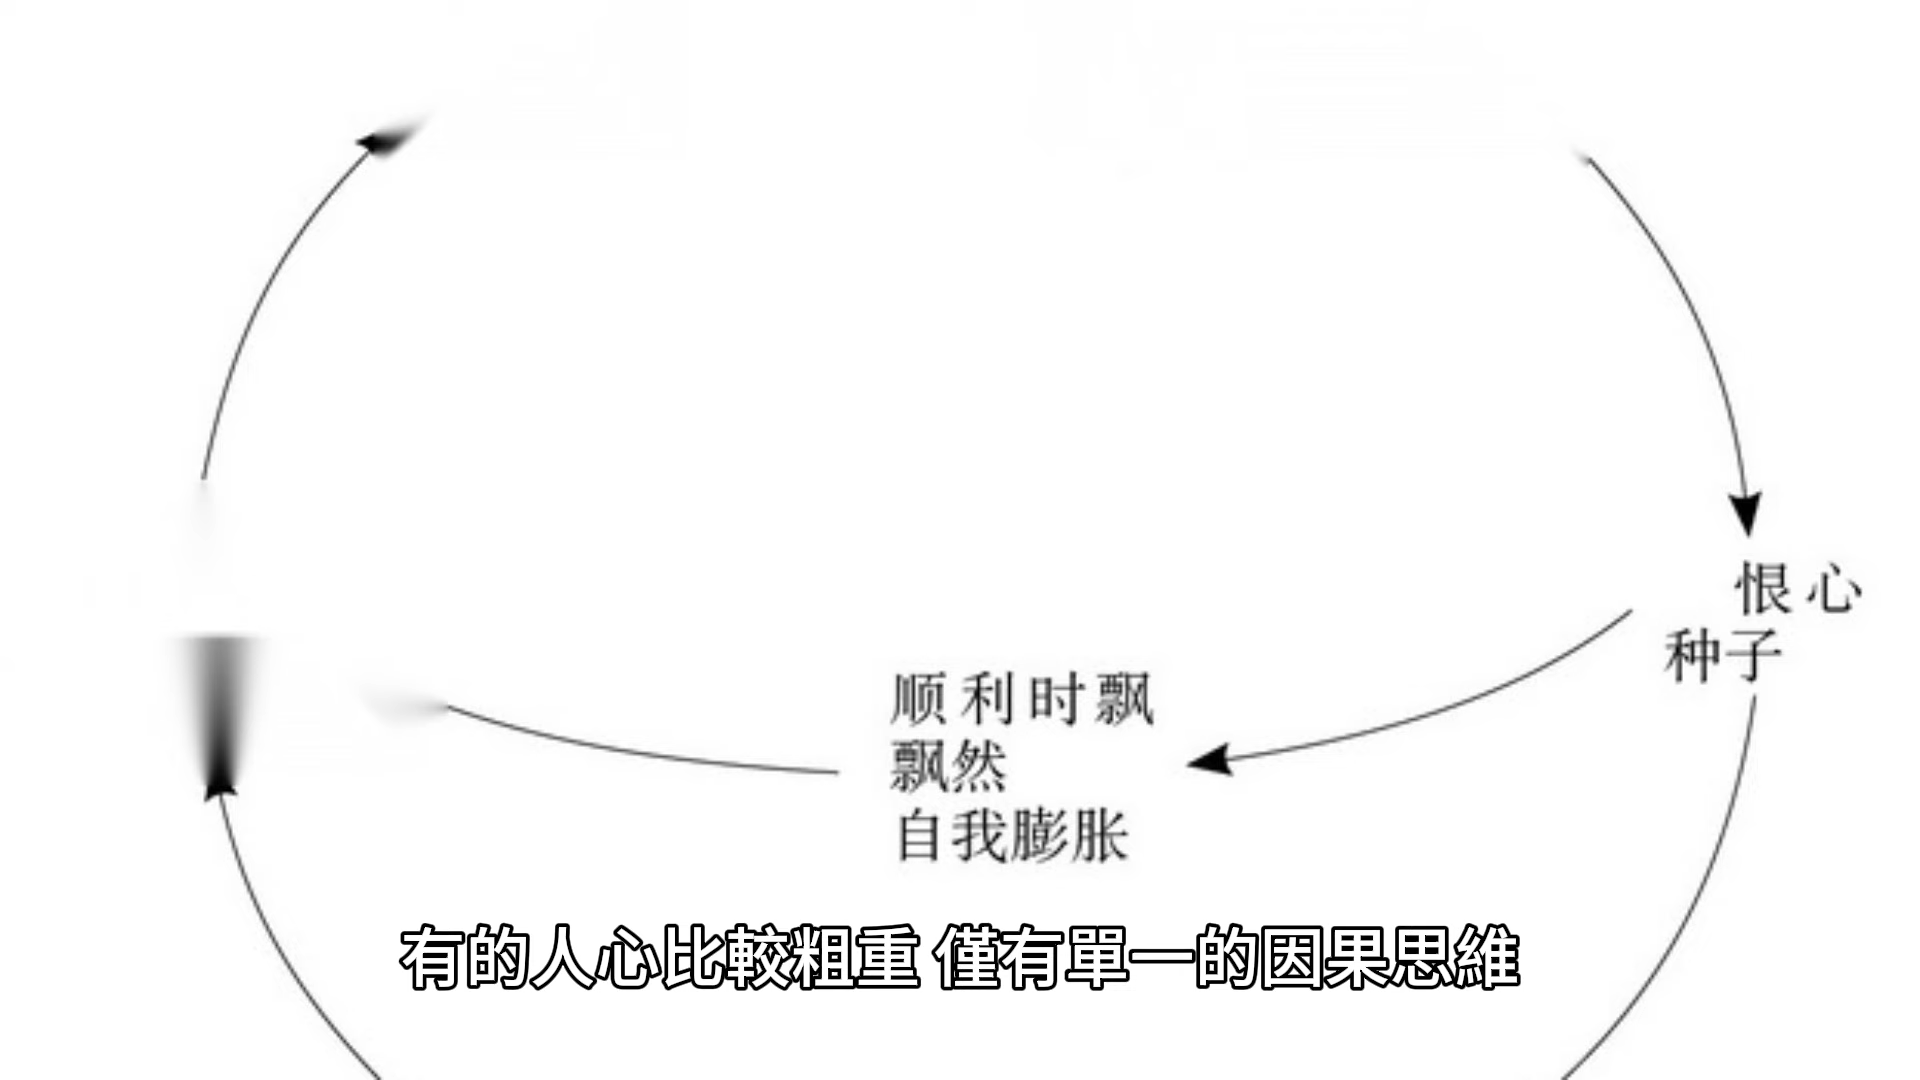 恨心
种子
顺利时飘
飘然
自我膨胀
有的人心比較粗重 僅有單一的因果思維